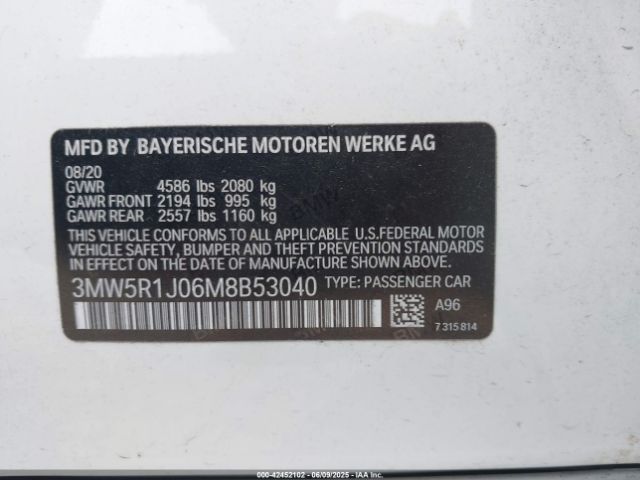 MFD BY BAYERISCHE MOTOREN WERKE AG
08/20
GVWR 4586 lbs 2080 kg
GAWR FRONT 2194 lbs 995 kg
GAWR REAR 2557 lbs 1160 kg
THIS VEHICLE CONFORMS TO ALL APPLICABLE U.S.FEDERAL MOTOR
VEHICLE SAFETY, BUMPER AND THEFT PREVENTION STANDARDS
IN EFFECT ON THE DATE OF MANUFACTURE SHOWN ABOVE.
3MW5R1J06M8B53040 TYPE: PASSENGER CAR
A96
7 315 814
000-42452102 - 06/09/2025 - IAA Inc.